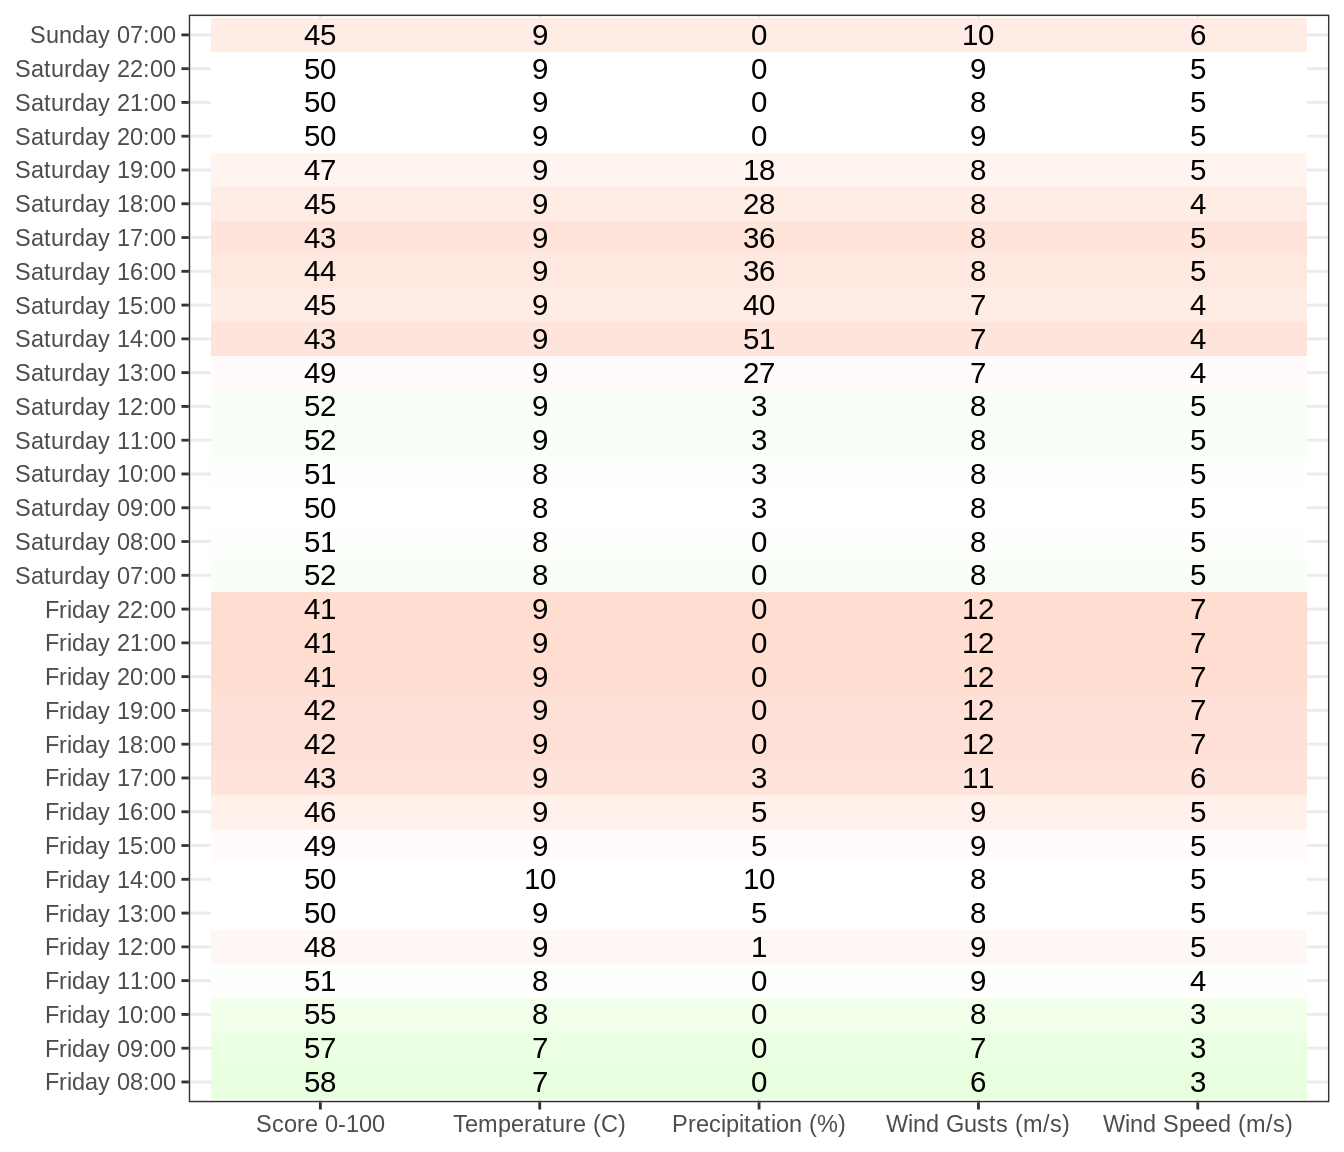 Sunday 07:00 45 9 0 10 6
Saturday 22:00 50 9 0 9 5
Saturday 21:00 50 9 0 8 5
Saturday 20:00 50 9 0 9 5
Saturday 19:00 47 9 18 8 5
Saturday 18:00 45 9 28 8 4
Saturday 17:00 43 9 36 8 5
Saturday 16:00 44 9 36 8 5
Saturday 15:00 45 9 40 7 4
Saturday 14:00 43 9 51 7 4
Saturday 13:00 49 9 27 7 4
Saturday 12:00 52 9 3 8 5
Saturday 11:00 52 9 3 8 5
Saturday 10:00 51 8 3 8 5
Saturday 09:00 50 8 3 8 5
Saturday 08:00 51 8 0 8 5
Saturday 07:00 52 8 0 8 5
Friday 22:00 41 9 0 12 7
Friday 21:00 41 9 0 12 7
Friday 20:00 41 9 0 12 7
Friday 19:00 42 9 0 12 7
Friday 18:00 42 9 0 12 7
Friday 17:00 43 9 3 11 6
Friday 16:00 46 9 5 9 5
Friday 15:00 49 9 5 9 5
Friday 14:00 50 10 10 8 5
Friday 13:00 50 9 5 8 5
Friday 12:00 48 9 1 9 5
Friday 11:00 51 8 0 9 4
Friday 10:00 55 8 0 8 3
Friday 09:00 57 7 0 7 3
Friday 08:00 58 7 0 6 3
Score 0-100 Temperature (C) Precipitation (%) Wind Gusts (m/s) Wind Speed (m/s)